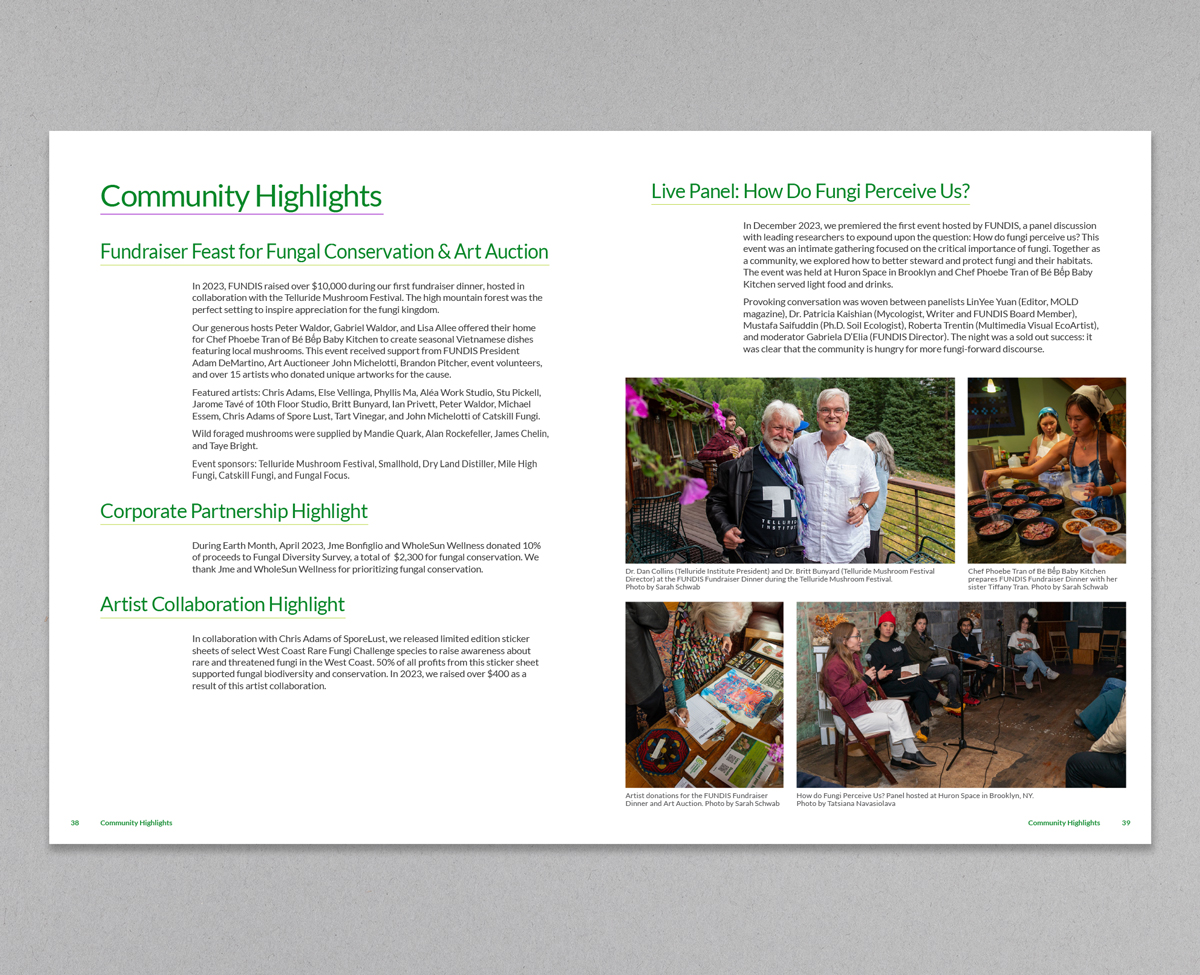 Community Highlights
Fundraiser Feast for Fungal Conservation & Art Auction
In 2023, FUNDIS raised over $10,000 during our first fundraiser dinner, hosted in
collaboration with the Telluride Mushroom Festival. The high mountain forest was the
perfect setting to inspire appreciation for the fungi kingdom.
Our generous hosts Peter Waldor, Gabriel Waldor, and Lisa Allee offered their home
for Chef Phoebe Tran of Bé Bếp Baby Kitchen to create seasonal Vietnamese dishes
featuring local mushrooms. This event received support from FUNDIS President
Adam DeMartino, Art Auctioneer John Michelotti, Brandon Pitcher, event volunteers,
and over 15 artists who donated unique artworks for the cause.
Featured artists: Chris Adams, Else Vellinga, Phyllis Ma, Aléa Work Studio, Stu Pickell,
Jarome Tavé of 10th Floor Studio, Britt Bunyard, Ian Privett, Peter Waldor, Michael
Essem, Chris Adams of Spore Lust, Tart Vinegar, and John Michelotti of Catskill Fungi.
Wild foraged mushrooms were supplied by Mandie Quark, Alan Rockefeller, James Chelin,
and Taye Bright.
Event sponsors: Telluride Mushroom Festival, Smallhold, Dry Land Distiller, Mile High
Fungi, Catskill Fungi, and Fungal Focus.
Corporate Partnership Highlight
During Earth Month, April 2023, Jme Bonfiglio and WholeSun Wellness donated 10%
of proceeds to Fungal Diversity Survey, a total of $2,300 for fungal conservation. We
thank Jme and WholeSun Wellness for prioritizing fungal conservation.
Artist Collaboration Highlight
In collaboration with Chris Adams of SporeLust, we released limited edition sticker
sheets of select West Coast Rare Fungi Challenge species to raise awareness about
rare and threatened fungi in the West Coast. 50% of all profits from this sticker sheet
supported fungal biodiversity and conservation. In 2023, we raised over $400 as a
result of this artist collaboration.
38 Community Highlights
Live Panel: How Do Fungi Perceive Us?
In December 2023, we premiered the first event hosted by FUNDIS, a panel discussion
with leading researchers to expound upon the question: How do fungi perceive us? This
event was an intimate gathering focused on the critical importance of fungi. Together as
a community, we explored how to better steward and protect fungi and their habitats.
The event was held at Huron Space in Brooklyn and Chef Phoebe Tran of Bé Bếp Baby
Kitchen served light food and drinks.
Provoking conversation was woven between panelists LinYee Yuan (Editor, MOLD
magazine), Dr. Patricia Kaishian (Mycologist, Writer and FUNDIS Board Member),
Mustafa Saifuddin (Ph.D. Soil Ecologist), Roberta Trentin (Multimedia Visual EcoArtist),
and moderator Gabriela D'Elia (FUNDIS Director). The night was a sold out success: it
was clear that the community is hungry for more fungi-forward discourse.
TI
TELLURIDE
INSTITUTE
Dr. Dan Collins (Telluride Institute President) and Dr. Britt Bunyard (Telluride Mushroom Festival
Director) at the FUNDIS Fundraiser Dinner during the Telluride Mushroom Festival.
Photo by Sarah Schwab
Chef Phoebe Tran of Bé Bếp Baby Kitchen
prepares FUNDIS Fundraiser Dinner with her
sister Tiffany Tran. Photo by Sarah Schwab
Artist donations for the FUNDIS Fundraiser
Dinner and Art Auction. Photo by Sarah Schwab
How do Fungi Perceive Us? Panel hosted at Huron Space in Brooklyn, NY.
Photo by Tatsiana Navasiolava
Community Highlights 39